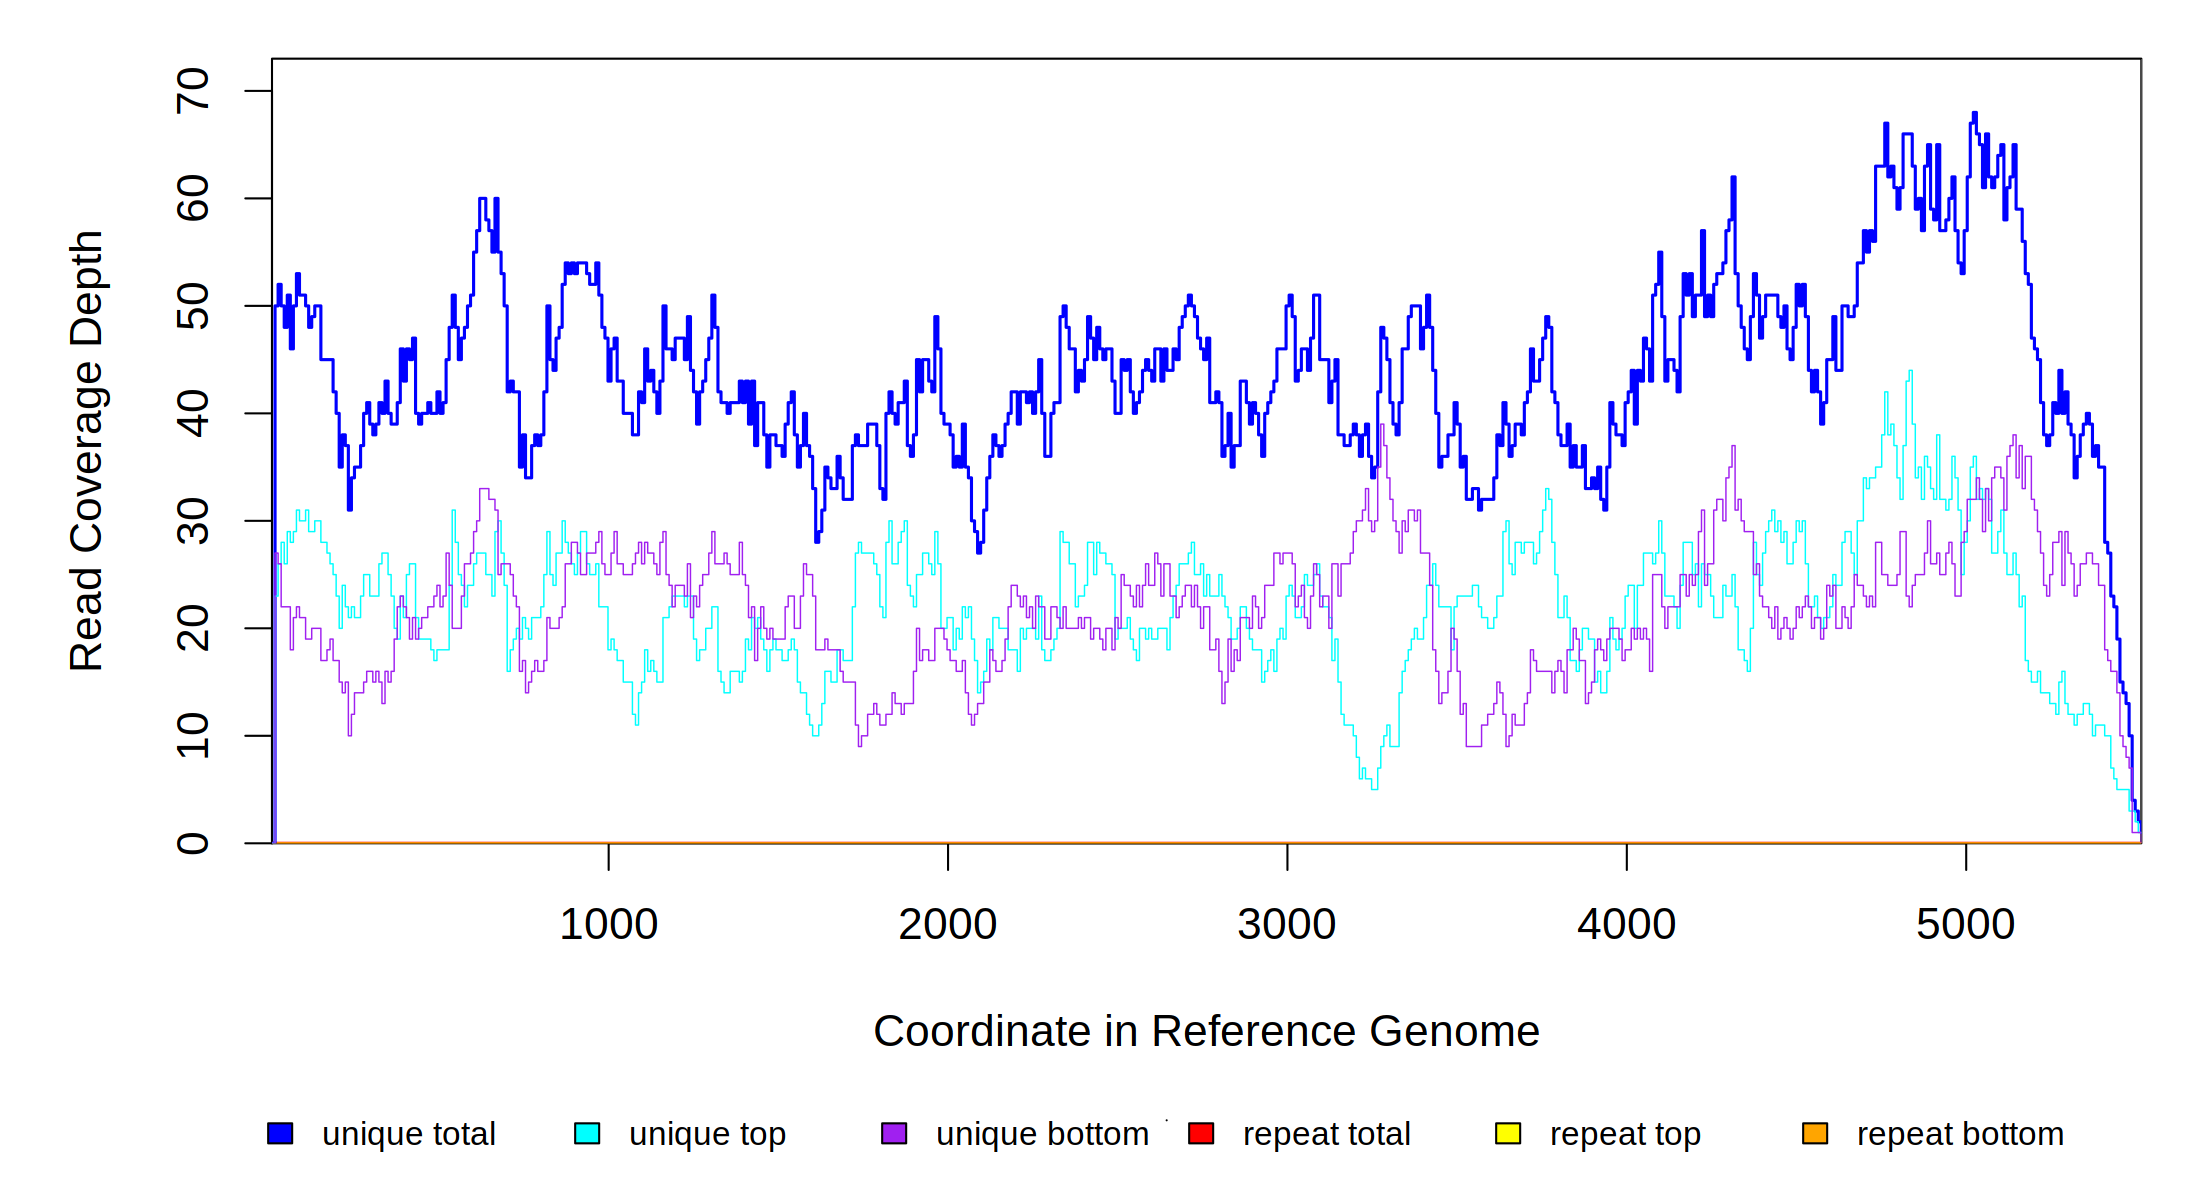 70
60
50
40
30
20
10
0
Read Coverage Depth
1000 2000 3000 4000 5000
Coordinate in Reference Genome
unique total unique top unique bottom repeat total repeat top repeat bottom